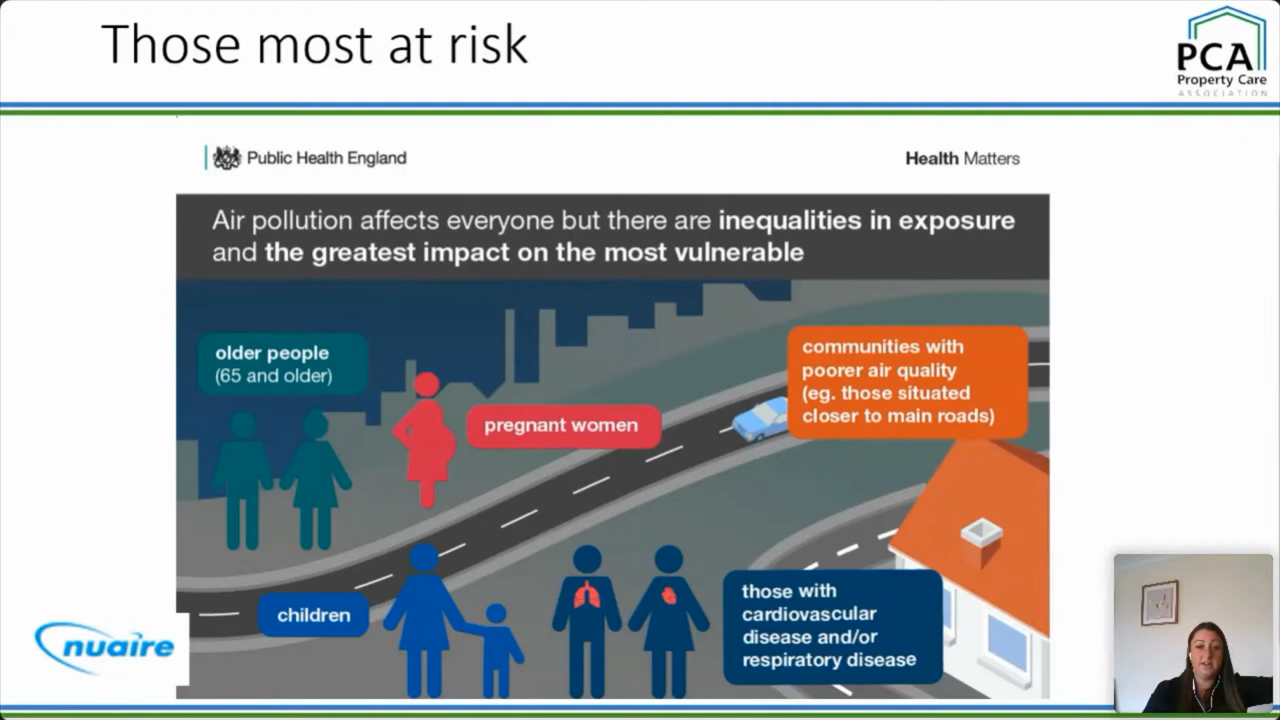 Those most at risk
PCA
Property Care
ASSOCIATION
Public Health England
Health Matters
Air pollution affects everyone but there are inequalities in exposure
and the greatest impact on the most vulnerable
older people
(65 and older)
pregnant women
communities with
poorer air quality
(eg. those situated
closer to main roads)
children
those with
cardiovascular
disease and/or
respiratory disease
nuaire